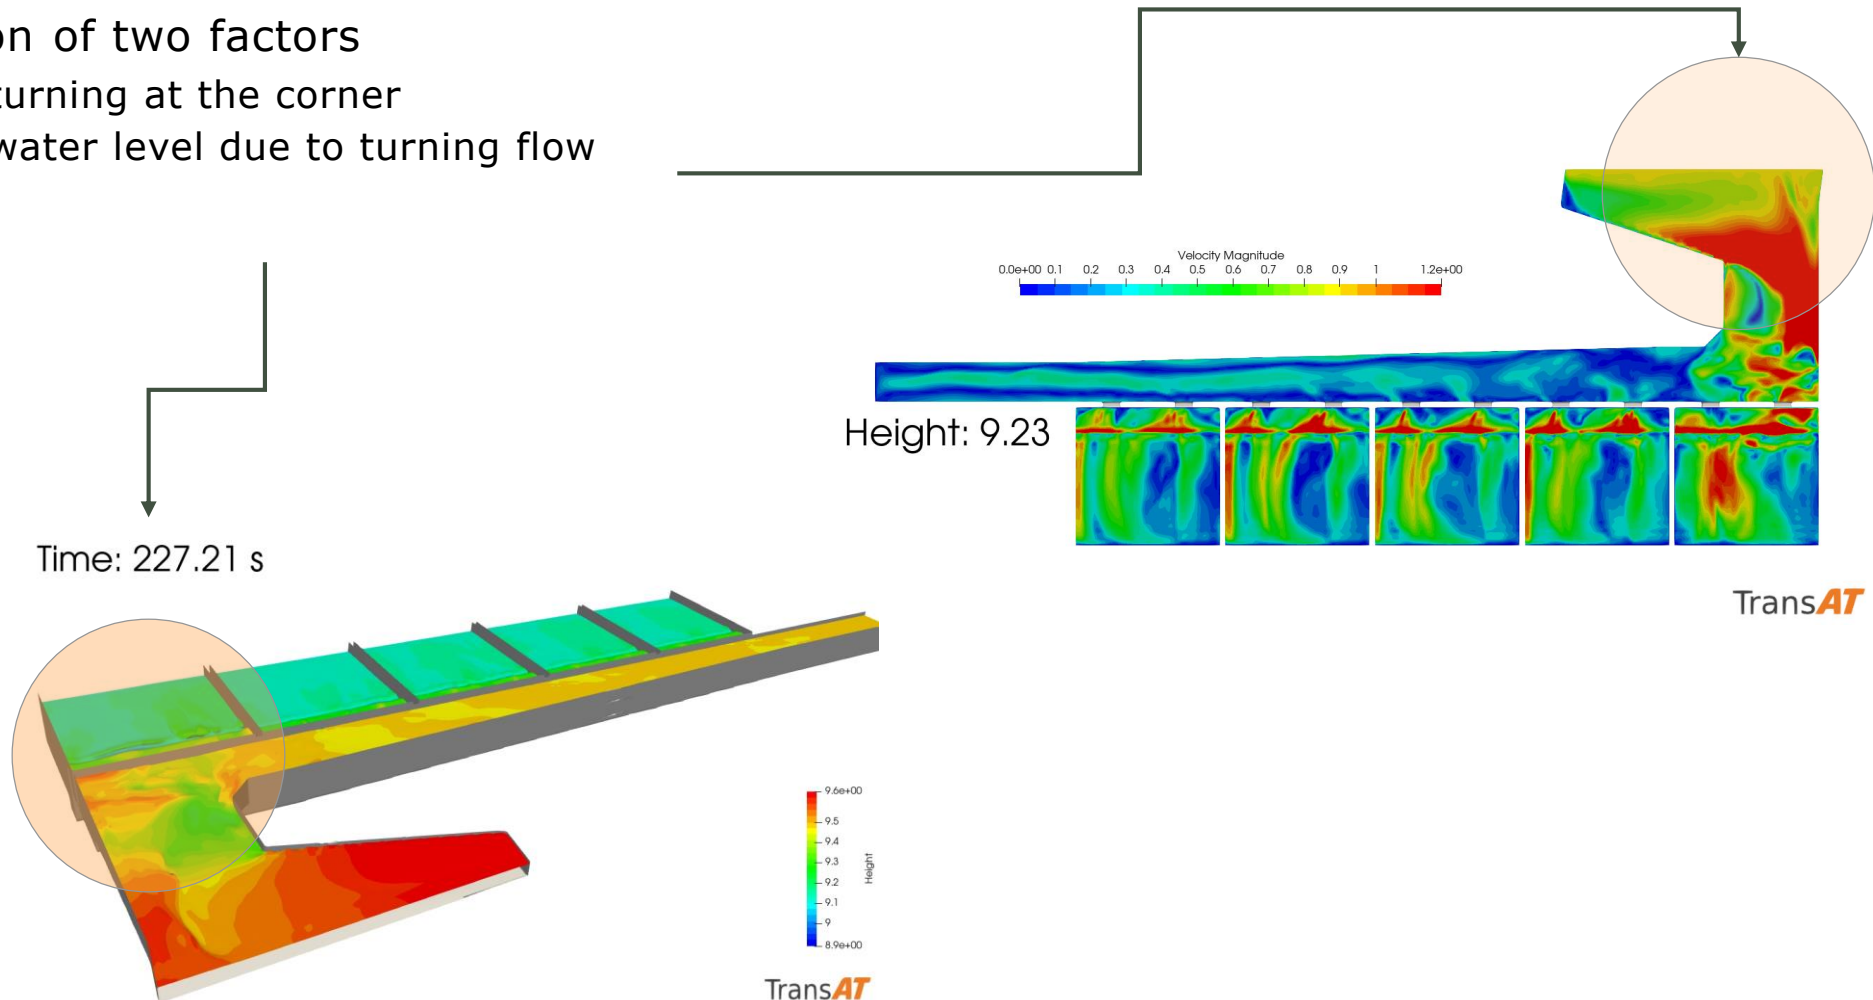 on of two factors
turning at the corner
water level due to turning flow
Velocity Magnitude
0.0e+00 0.1 0.2 0.3 0.4 0.5 0.6 0.7 0.8 0.9 1 1.2e+00
Height: 9.23
TransAT
Time: 227.21 s
9.6e+00
9.5
9.4
9.3
9.2
9.1
9
8.9e+00
Height
TransAT